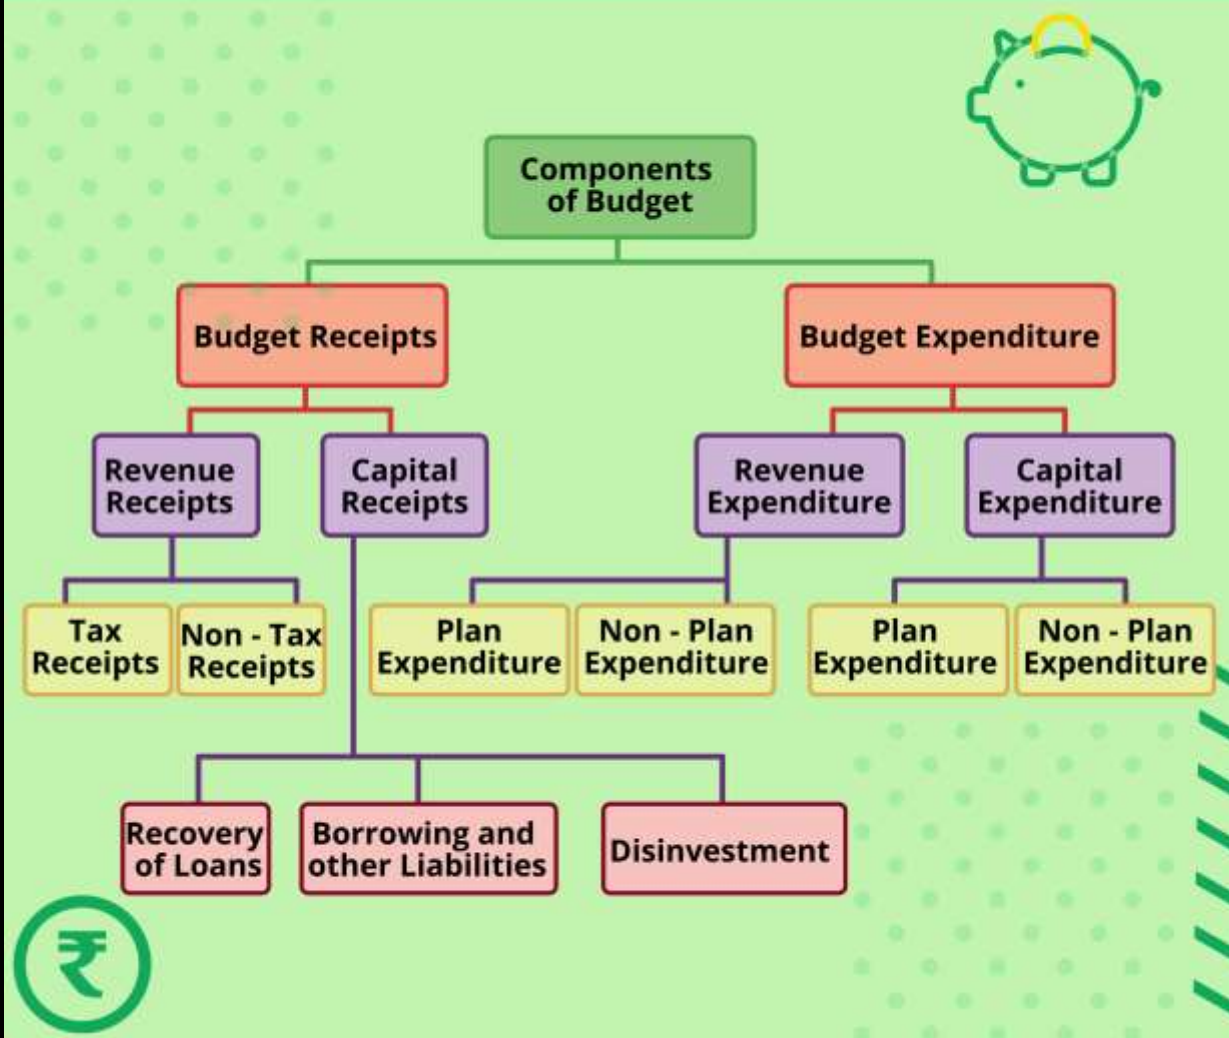 Components
of Budget
Budget Receipts
Budget Expenditure
Revenue
Receipts
Capital
Receipts
Revenue
Expenditure
Capital
Expenditure
Tax
Receipts
Non - Tax
Receipts
Plan
Expenditure
Non - Plan
Expenditure
Plan
Expenditure
Non - Plan
Expenditure
Recovery
of Loans
Borrowing and
other Liabilities
Disinvestment
₹